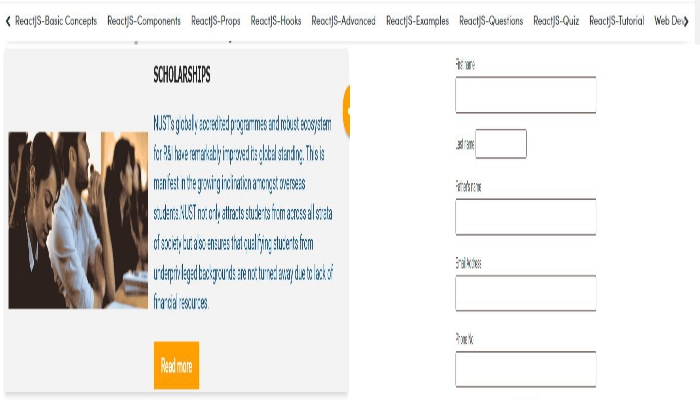 ReactJS-Basic Concepts ReactJS-Components ReactJS-Props ReactJS-Hooks ReactJS-Advanced ReactJS-Examples ReactJS-Questions ReactJS-Quiz ReactJS-Tutorial Web Dev
SCHOLARSHIPS
NUST's globally accredited programmes and robust ecosystem
for R&I have remarkably improved its global standing. This is
manifest in the growing inclination amongst overseas
students.NUST not only attracts students from across all strata
of society but also ensures that qualifying students from
underprivileged backgrounds are not turned away due to lack of
financial resources.
Read more
First name
Last name
Father's name
Email Address
Phone No